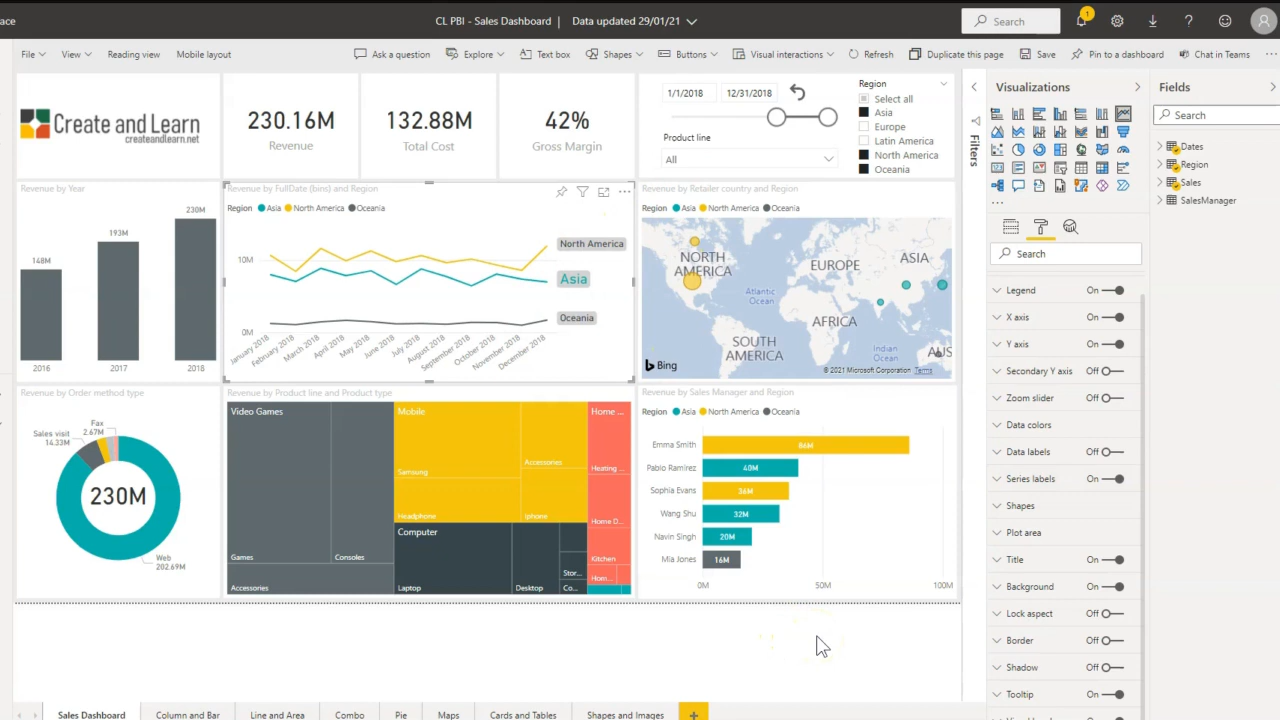 ace
CL PBI - Sales Dashboard | Data updated 29/01/21
Search
1
?
File
View
Reading view
Mobile layout
Ask a question
Explore
Text box
Shapes
Buttons
Visual interactions
Refresh
Duplicate this page
Save
Pin to a dashboard
Chat in Teams
Create and Learn
createandlearn.net
230.16M
Revenue
132.88M
Total Cost
42%
Gross Margin
1/1/2018
12/31/2018
Product line
All
Region
Select all
Asia
Europe
Latin America
North America
Oceania
Revenue by Year
148M
193M
230M
2016
2017
2018
Revenue by FullDate (bins) and Region
Region Asia North America Oceania
10M
0M
North America
Asia
Oceania
January 2018
February 2018
March 2018
April 2018
May 2018
June 2018
July 2018
August 2018
September 2018
October 2018
November 2018
December 2018
Revenue by Retailer country and Region
Region Asia North America Oceania
NORTH
AMERICA
EUROPE
ASIA
Atlantic
Ocean
AFRICA
SOUTH
AMERICA
Indian
Ocean
AUS
Bing
© 2021 Microsoft Corporation Terms
Revenue by Order method type
Fax
2.67M
Sales visit
14.33M
230M
Web
202.69M
Revenue by Product line and Product type
Video Games
Games
Consoles
Accessories
Mobile
Samsung
Accessories
Headphone
Iphone
Computer
Laptop
Desktop
Stor...
Co...
Home ...
Heating ...
Home D...
Kitchen
Hom...
Revenue by Sales Manager and Region
Region Asia North America Oceania
Emma Smith 86M
Pablo Ramirez 40M
Sophia Evans 36M
Wang Shu 32M
Navin Singh 20M
Mia Jones 16M
0M 50M 100M
Filters
Visualizations
Search
Legend On
X axis On
Y axis On
Secondary Y axis Off
Zoom slider Off
Data colors
Data labels Off
Series labels On
Shapes
Plot area
Title On
Background On
Lock aspect Off
Border Off
Shadow Off
Tooltip On
Fields
Search
Dates
Region
Sales
SalesManager
Sales Dashboard
Column and Bar
Line and Area
Combo
Pie
Maps
Cards and Tables
Shapes and Images
+